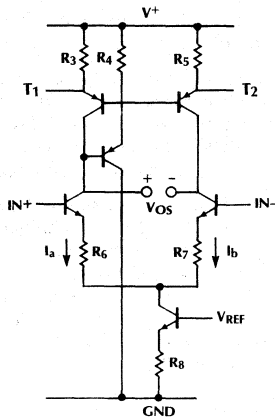 V+
R3 R4 R5
T1 T2
+ -
IN+ VOS IN-
Ia R6 R7 Ib
VREF
R8
GND